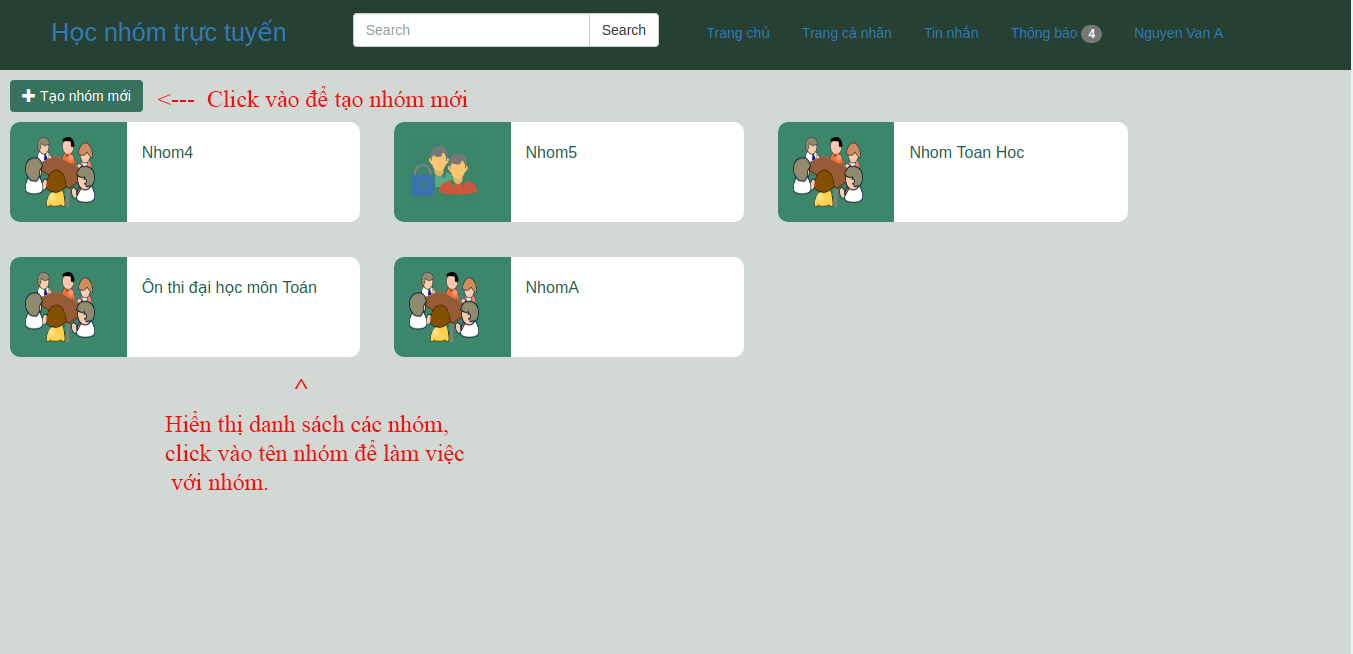 Học nhóm trực tuyến
Search Search
Trang chủ Trang cá nhân Tin nhắn Thông báo 4 Nguyen Van A
Tạo nhóm mới <--- Click vào để tạo nhóm mới
Nhom4 Nhom5 Nhom Toan Hoc
Ôn thi đại học môn Toán NhomA
^
Hiển thị danh sách các nhóm,
click vào tên nhóm để làm việc
với nhóm.